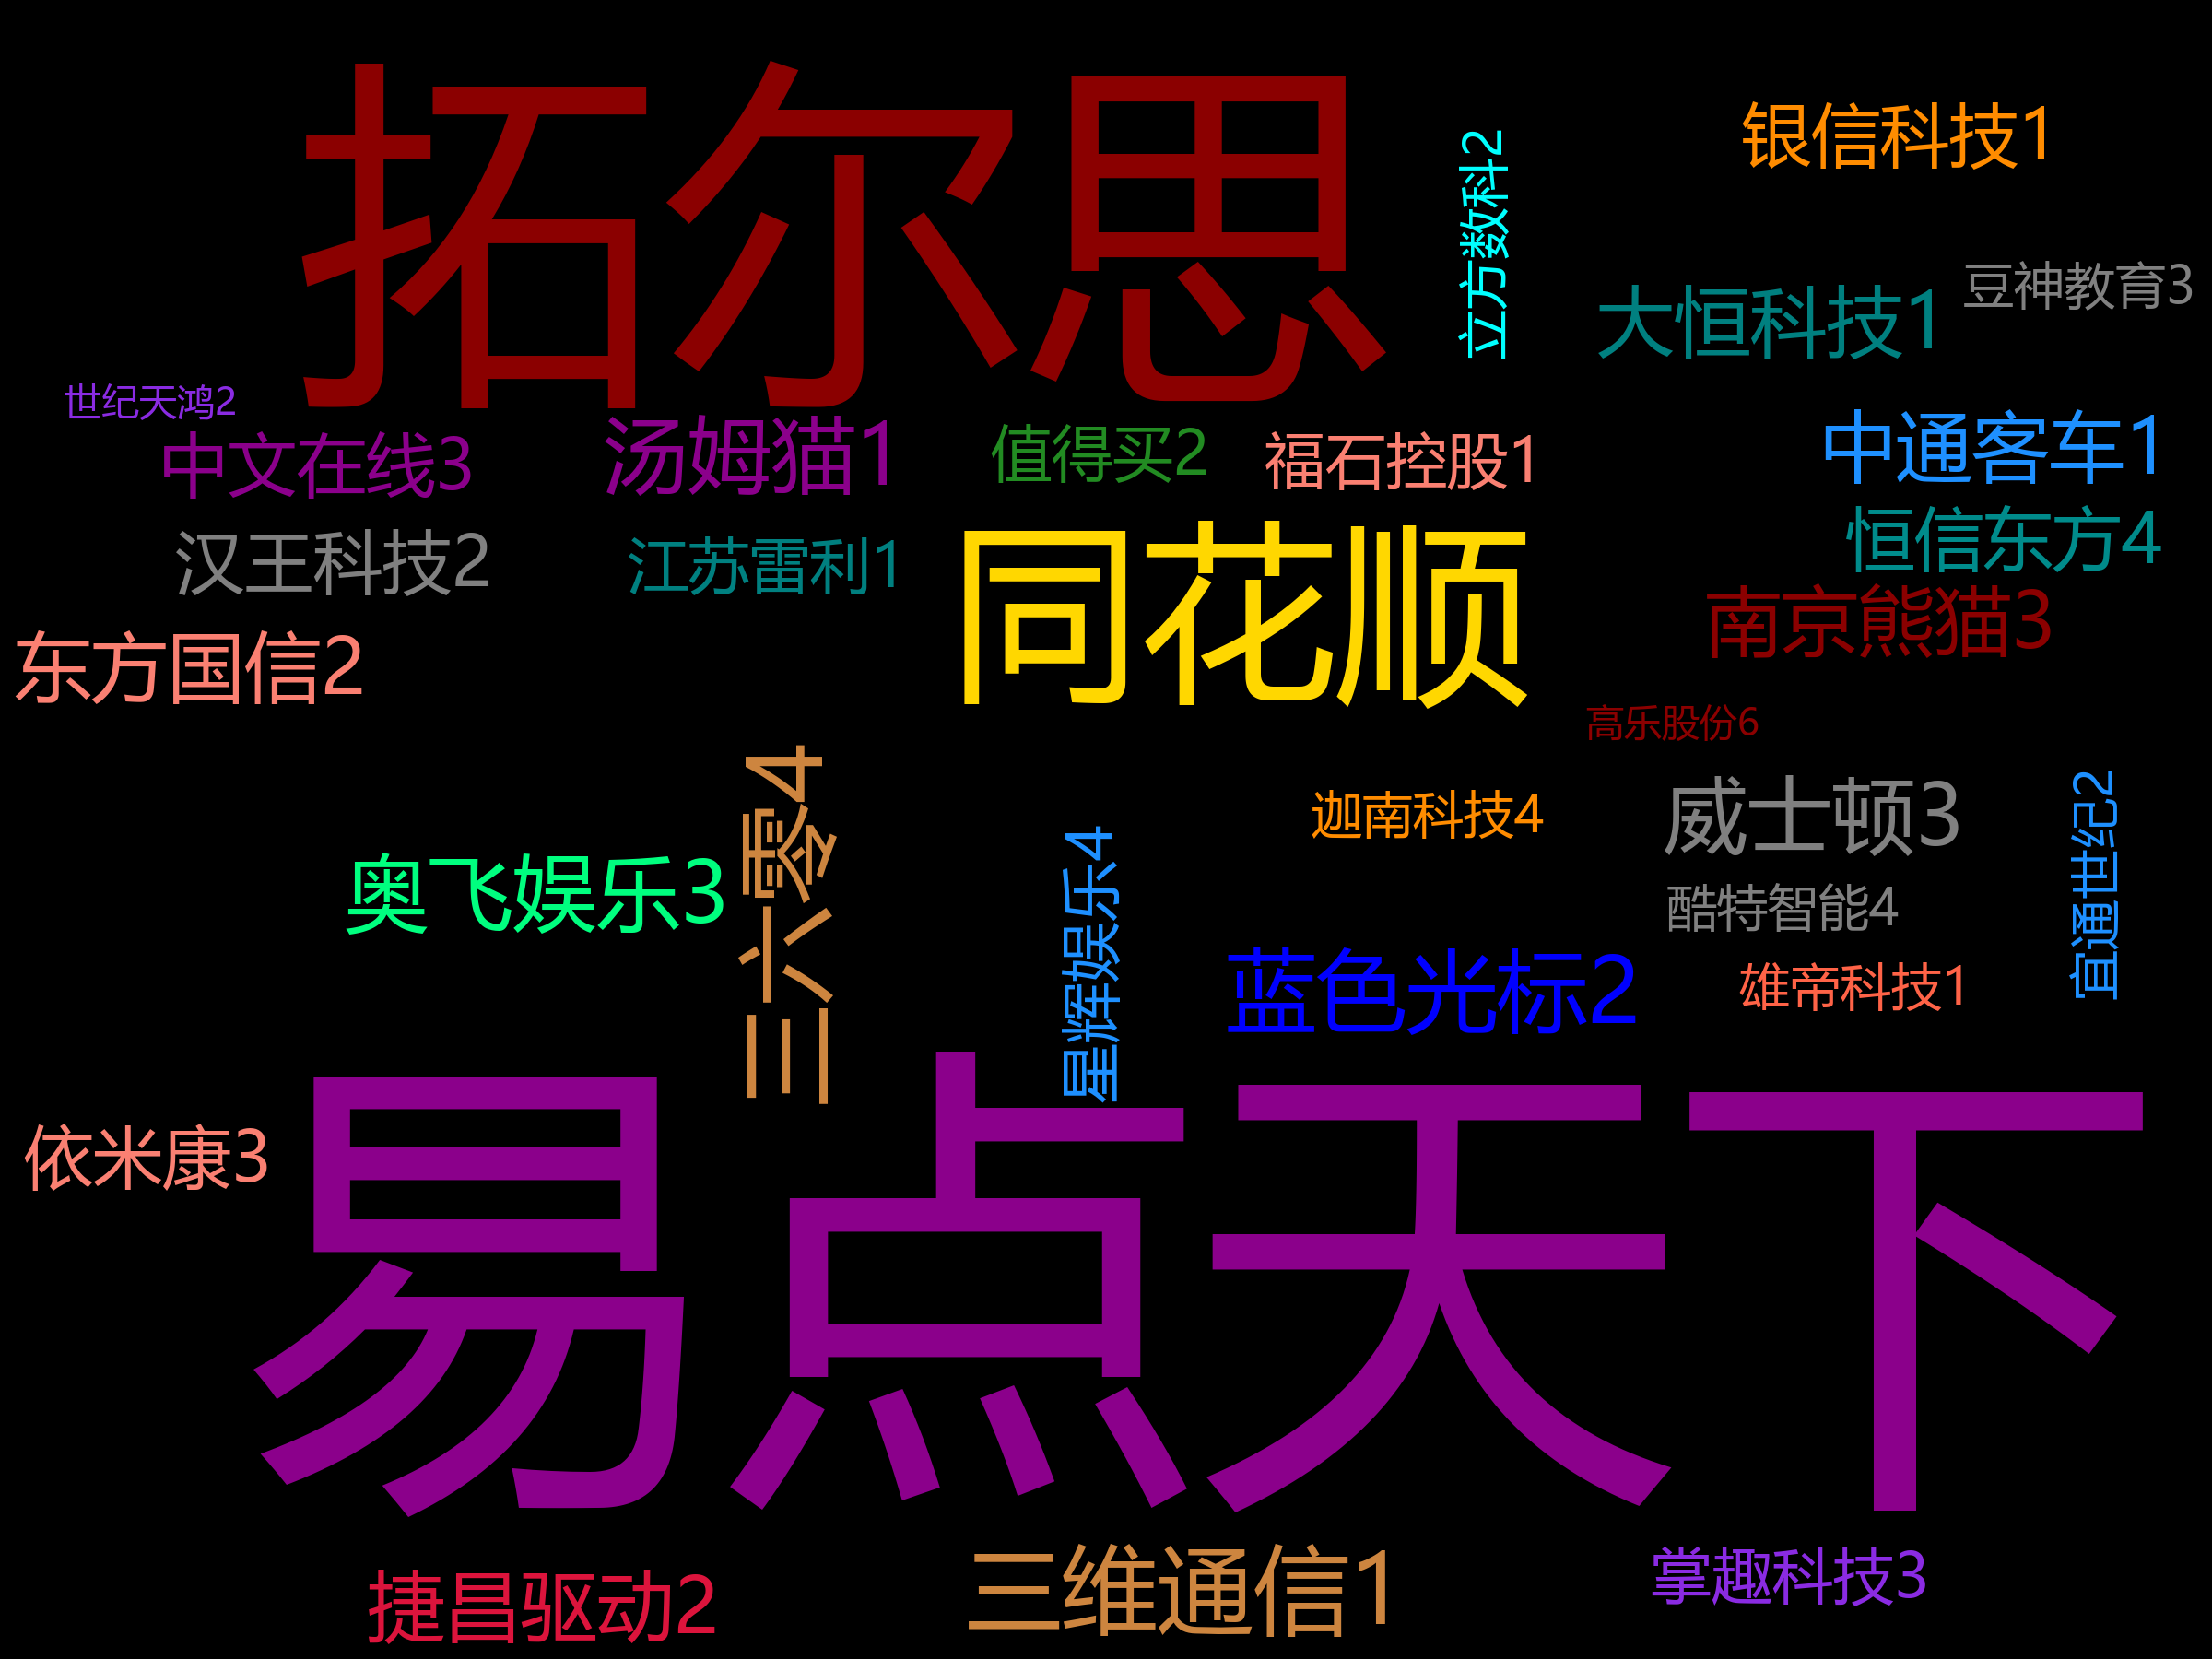 拓尔思
立方数科2
银信科技1
豆神教育3
大恒科技1
世纪天鸿2
中文在线3
汤姆猫1
值得买2
福石控股1
中通客车1
汉王科技2
江苏雷利1
同花顺
恒信东方4
南京熊猫3
东方国信2
高乐股份6
三六零4
星辉娱乐4
迦南科技4
威士顿3
宜通世纪2
奥飞娱乐3
酷特智能4
蓝色光标2
雄帝科技1
依米康3
易点天下
捷昌驱动2
三维通信1
掌趣科技3